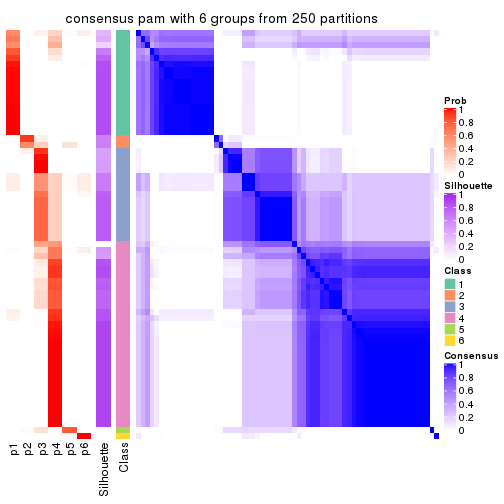 consensus pam with 6 groups from 250 partitions
Prob
1
0.8
0.6
0.4
0.2
0
Silhouette
1
0.8
0.6
0.4
0.2
0
Class
1
2
3
4
5
6
Consensus
1
0.8
0.6
0.4
0.2
0
p1
p2
p3
p4
p5
p6
Silhouette
Class